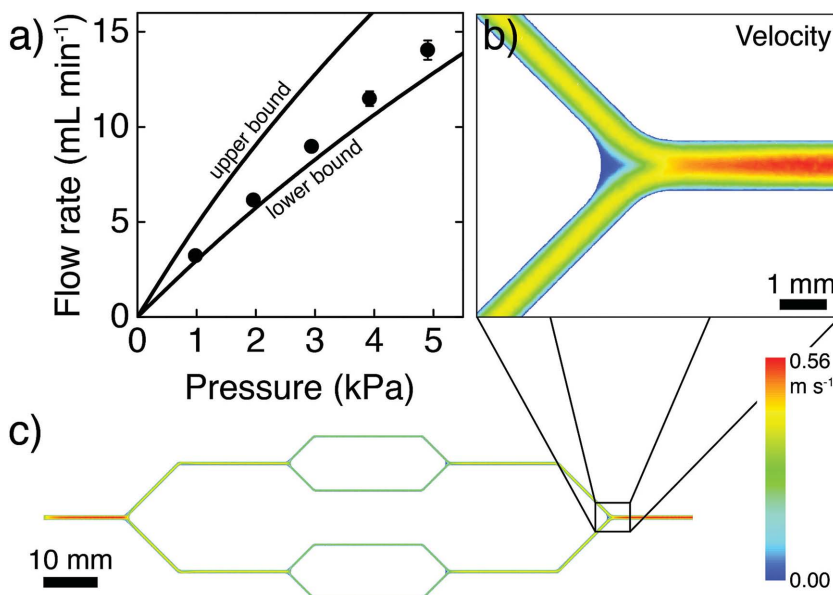 a)
Flow rate (mL min⁻¹)
15
10
5
0
upper bound
lower bound
0 1 2 3 4 5
Pressure (kPa)
b)
Velocity
1 mm
0.56
m s⁻¹
0.00
c)
10 mm